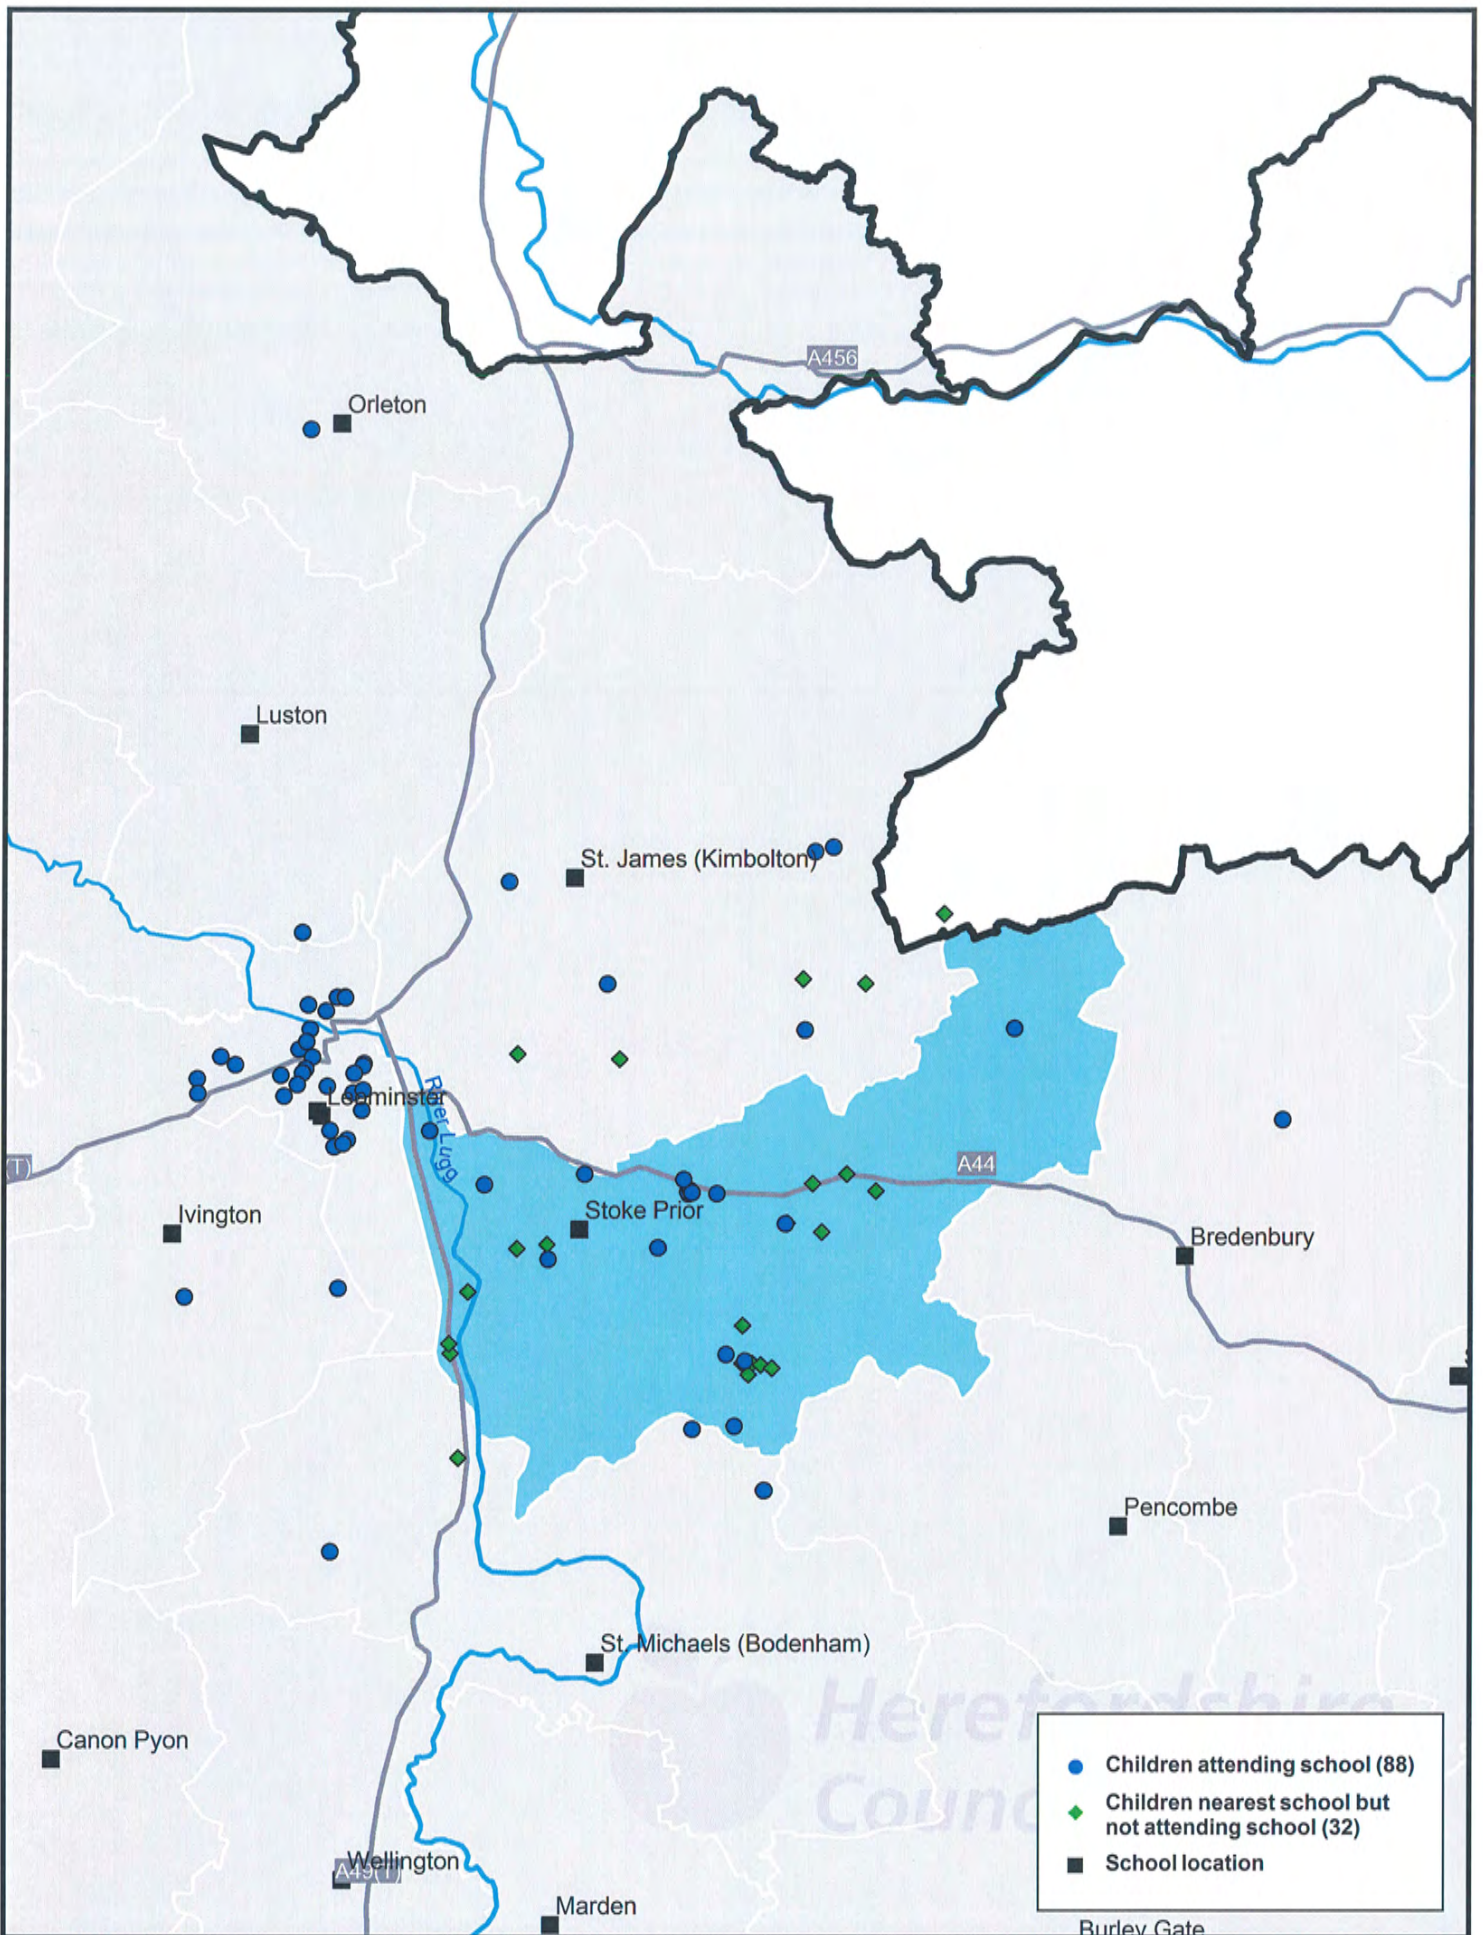 A456
Orleton
Luston
St. James (Kimbolton)
River Lugg
Leominster
(T)
A44
Ivington
Stoke Prior
Bredenbury
Pencombe
St. Michaels (Bodenham)
Herefordshire
Canon Pyon
Children attending school (88)
Children nearest school but
not attending school (32)
School location
Wellington
A49(T)
Marden
Burley Gate